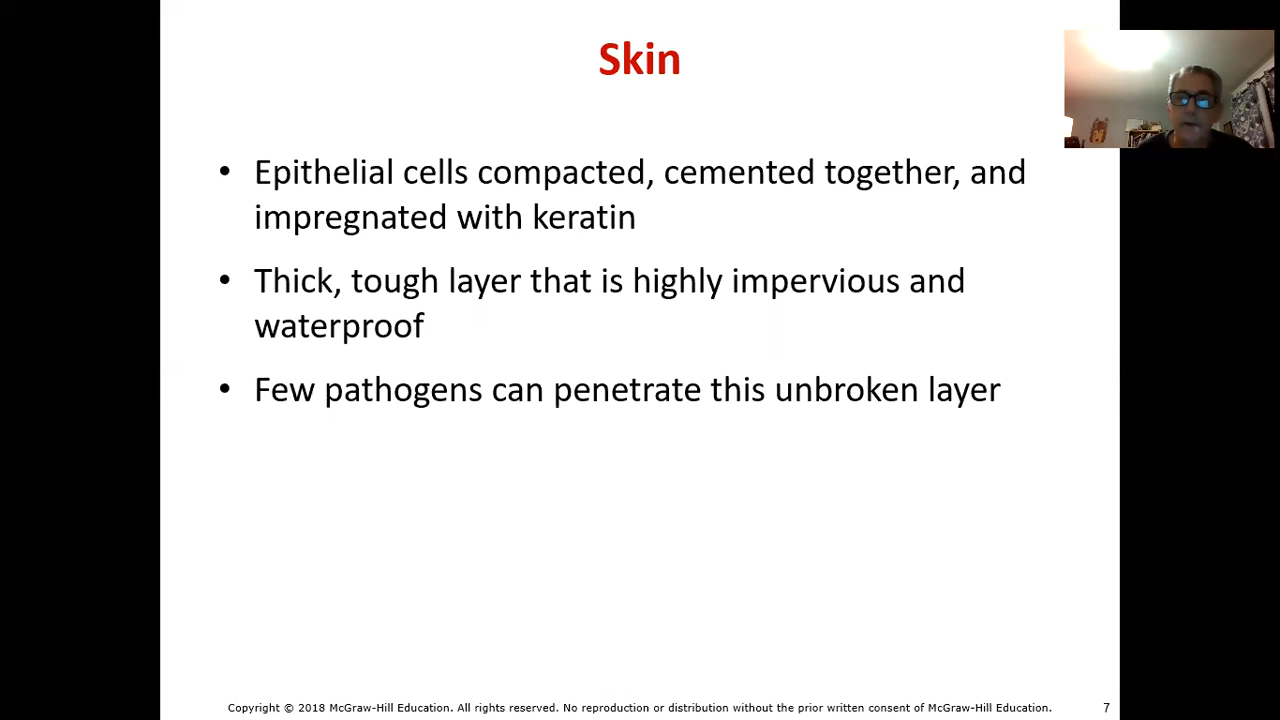 Skin
• Epithelial cells compacted, cemented together, and
impregnated with keratin
• Thick, tough layer that is highly impervious and
waterproof
• Few pathogens can penetrate this unbroken layer
Copyright © 2018 McGraw-Hill Education. All rights reserved. No reproduction or distribution without the prior written consent of McGraw-Hill Education.
7